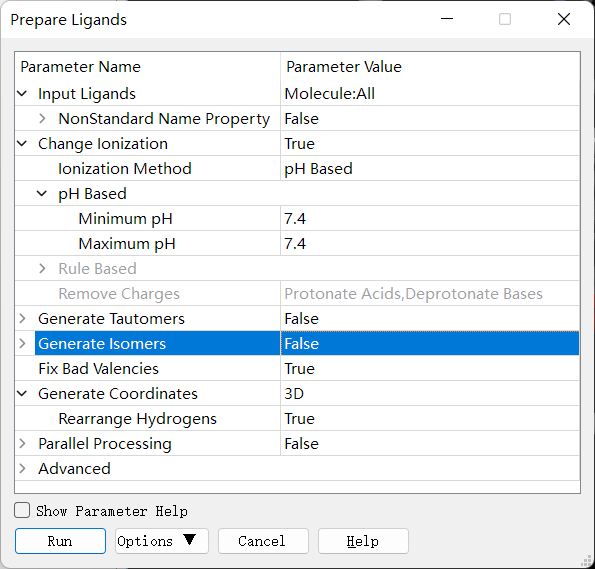 Prepare Ligands
Parameter Name Parameter Value
Input Ligands Molecule:All
NonStandard Name Property False
Change Ionization True
Ionization Method pH Based
pH Based
Minimum pH 7.4
Maximum pH 7.4
Rule Based
Remove Charges Protonate Acids,Deprotonate Bases
Generate Tautomers False
Generate Isomers False
Fix Bad Valencies True
Generate Coordinates 3D
Rearrange Hydrogens True
Parallel Processing False
Advanced
Show Parameter Help
Run Options ▼ Cancel Help